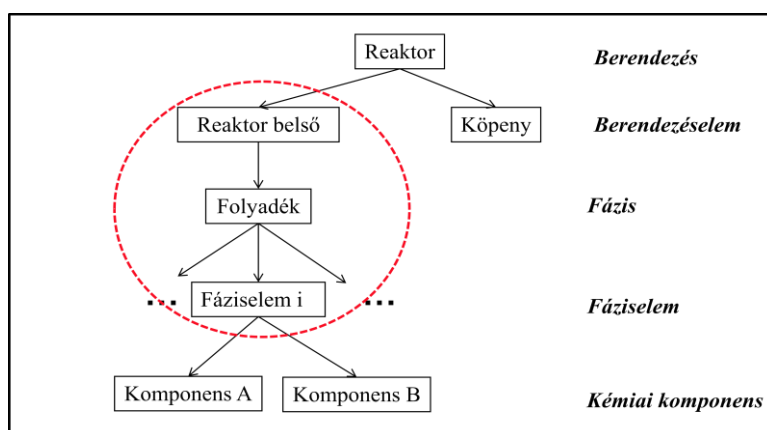 Reaktor
Berendezés
Reaktor belső
Köpeny
Berendezéselem
Folyadék
Fázis
...
Fáziselem i
...
Fáziselem
Komponens A
Komponens B
Kémiai komponens